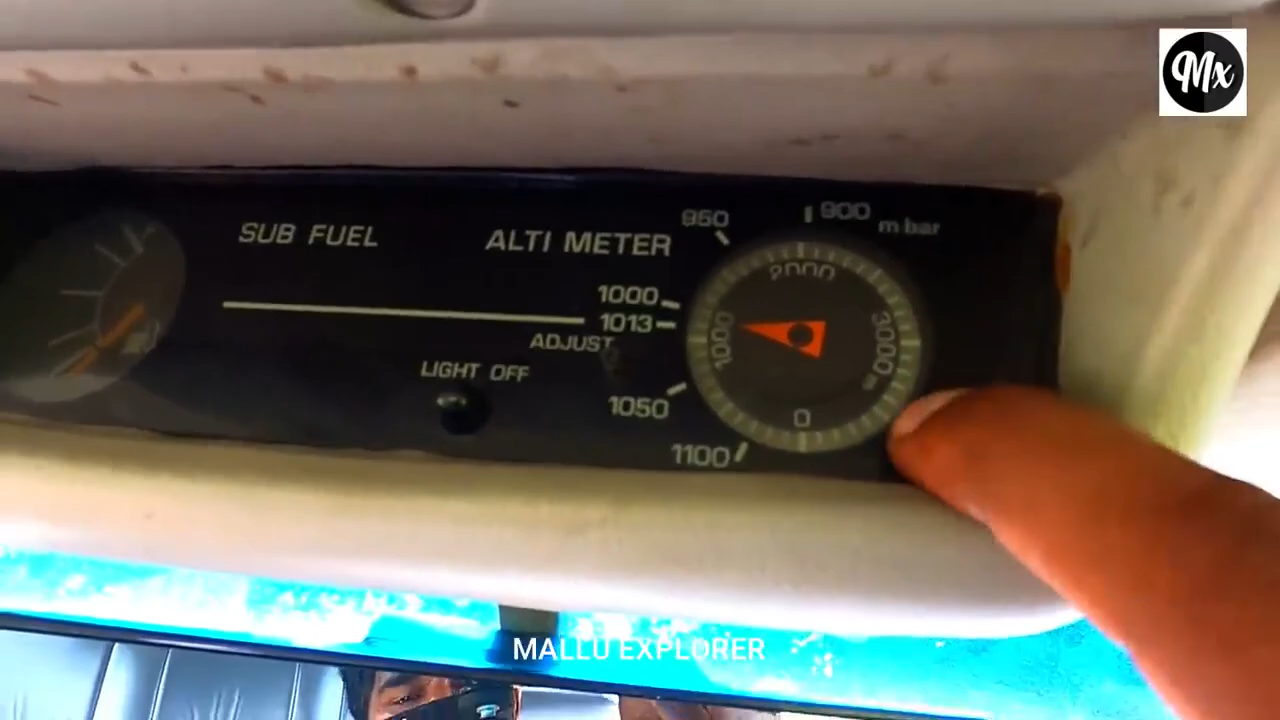 Mx
950
900
m bar
SUB FUEL
ALTI METER
2000
1000
1013
ADJUST
1000
3000
m
LIGHT OFF
1050
0
1100
MALLU EXPLORER